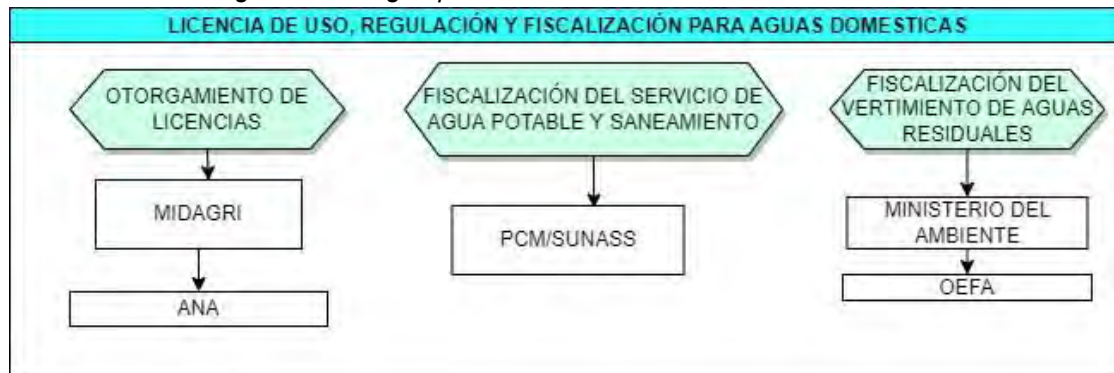 LICENCIA DE USO, REGULACIÓN Y FISCALIZACIÓN PARA AGUAS DOMESTICAS
OTORGAMIENTO DE
LICENCIAS
MIDAGRI
ANA
FISCALIZACIÓN DEL SERVICIO DE
AGUA POTABLE Y SANEAMIENTO
PCM/SUNASS
FISCALIZACIÓN DEL
VERTIMIENTO DE AGUAS
RESIDUALES
MINISTERIO DEL
AMBIENTE
OEFA